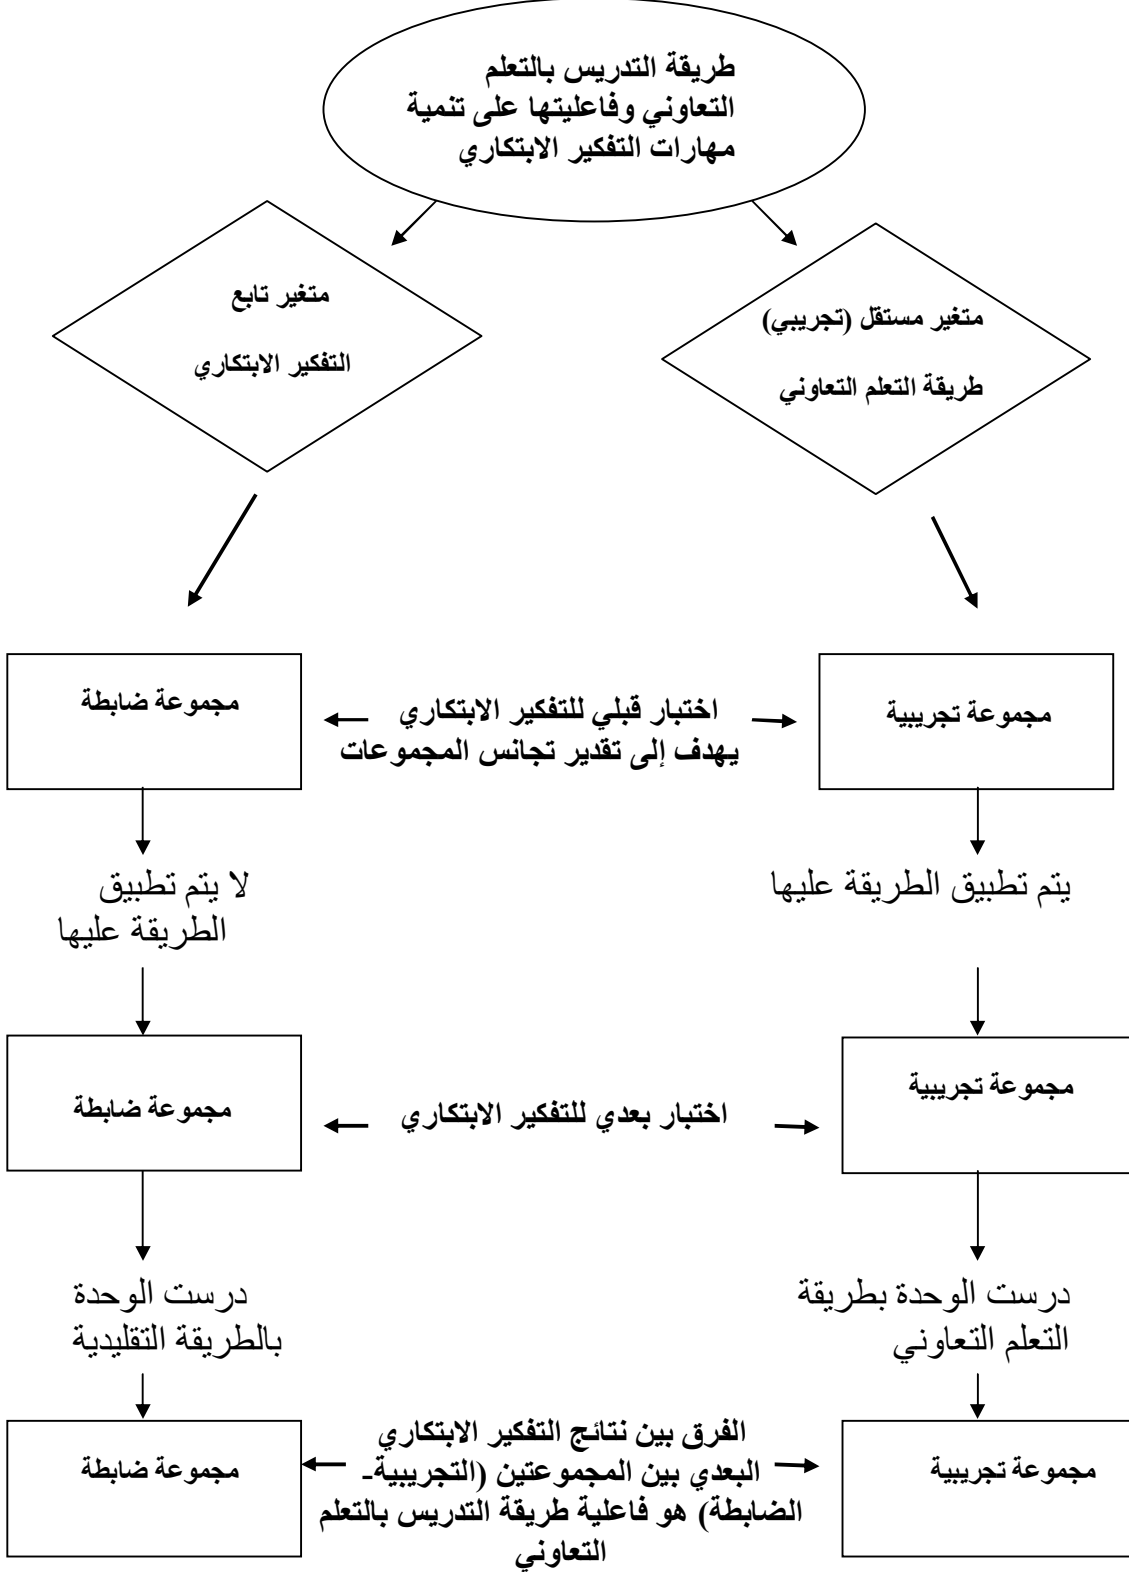 طريقة التدريس بالتعلم
التعاوني وفاعليتها على تنمية
مهارات التفكير الابتكاري
متغير مستقل (تجريبي)
طريقة التعلم التعاوني
متغير تابع
التفكير الابتكاري
مجموعة تجريبية
اختبار قبلي للتفكير الابتكاري
يهدف إلى تقدير تجانس المجموعات
مجموعة ضابطة
يتم تطبيق الطريقة عليها
لا يتم تطبيق
الطريقة عليها
مجموعة تجريبية
اختبار بعدي للتفكير الابتكاري
مجموعة ضابطة
درست الوحدة بطريقة
التعلم التعاوني
درست الوحدة
بالطريقة التقليدية
مجموعة تجريبية
الفرق بين نتائج التفكير الابتكاري
البعدي بين المجموعتين (التجريبية-
الضابطة) هو فاعلية طريقة التدريس بالتعلم
التعاوني
مجموعة ضابطة